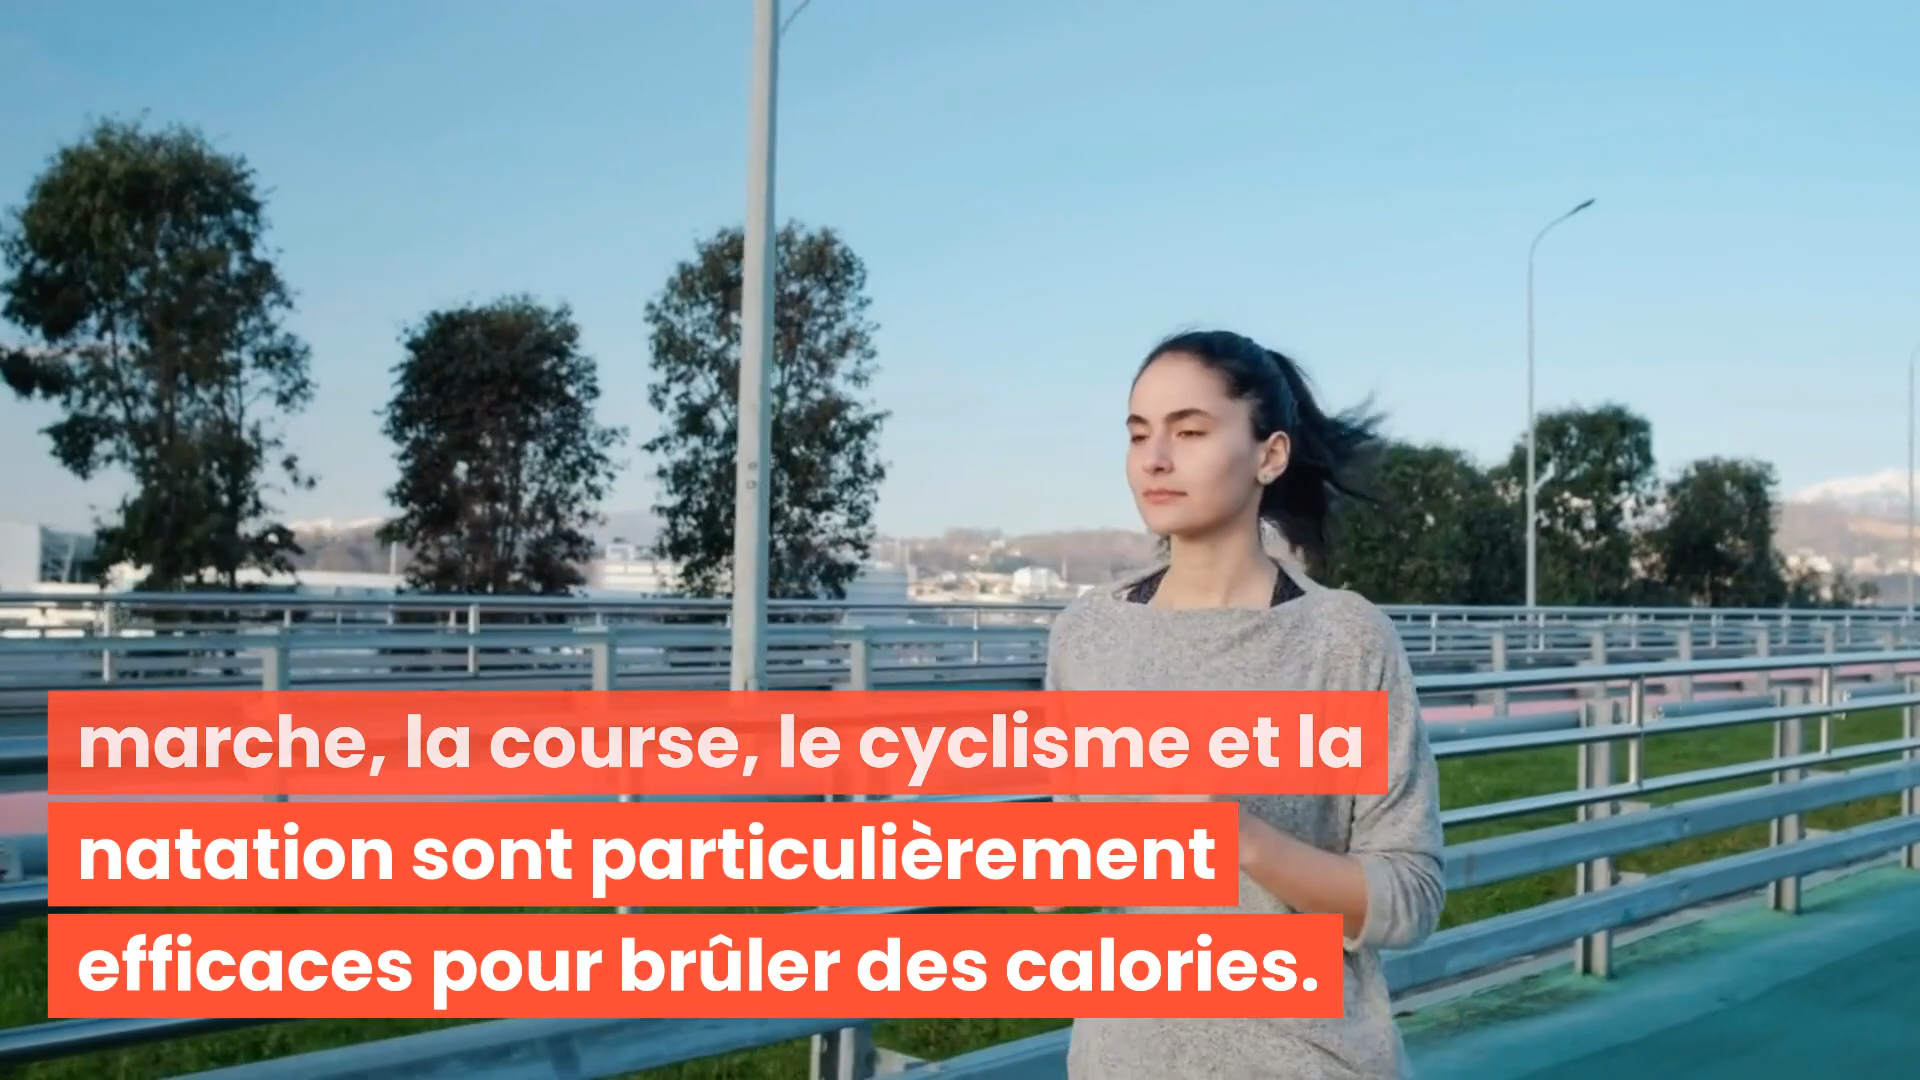 marche, la course, le cyclisme et la
natation sont particulièrement
efficaces pour brûler des calories.